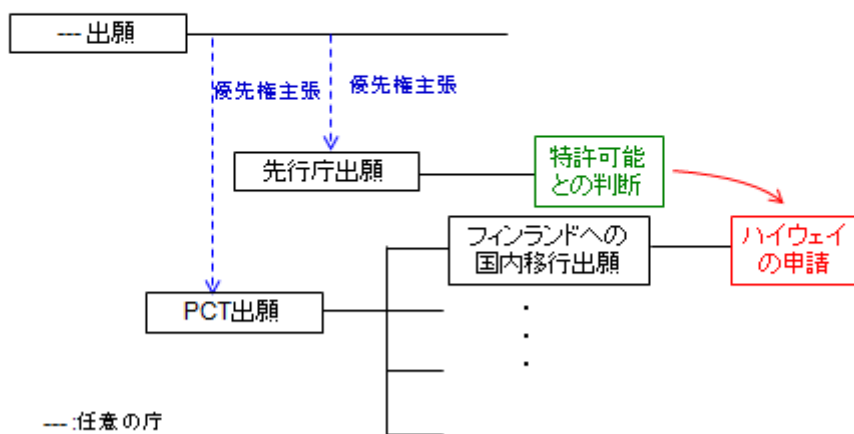 --- 出願
優先権主張
優先権主張
先行庁出願
特許可能
との判断
フィンランドへの
国内移行出願
ハイウェイ
の申請
PCT出願
---:任意の庁